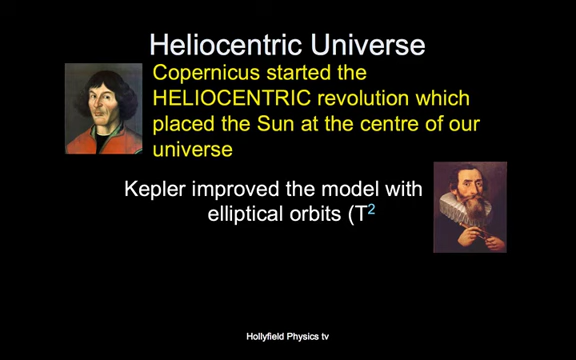 Heliocentric Universe
Copernicus started the
HELIOCENTRIC revolution which
placed the Sun at the centre of our
universe
Kepler improved the model with
elliptical orbits (T²
Hollyfield Physics tv